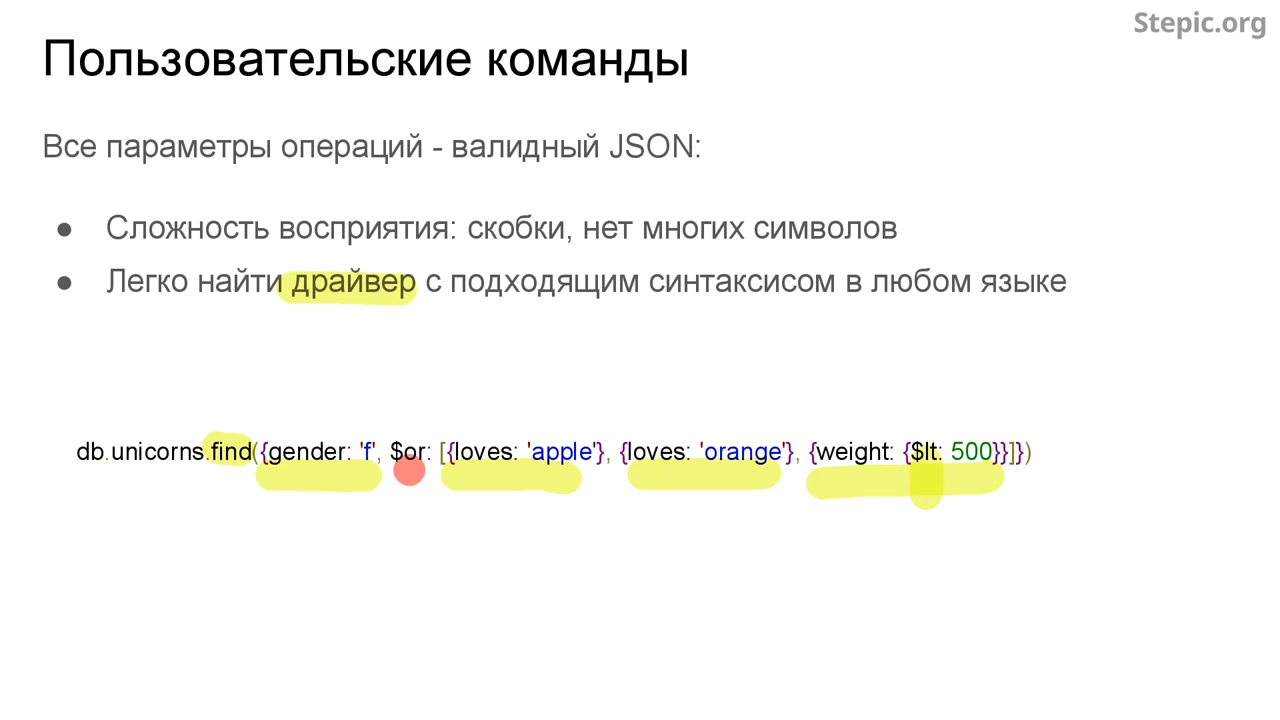 Stepic.org
Пользовательские команды
Все параметры операций - валидный JSON:
● Сложность восприятия: скобки, нет многих символов
● Легко найти драйвер с подходящим синтаксисом в любом языке
db.unicorns.find({gender: 'f', $or: [{loves: 'apple'}, {loves: 'orange'}, {weight: {$lt: 500}}]})